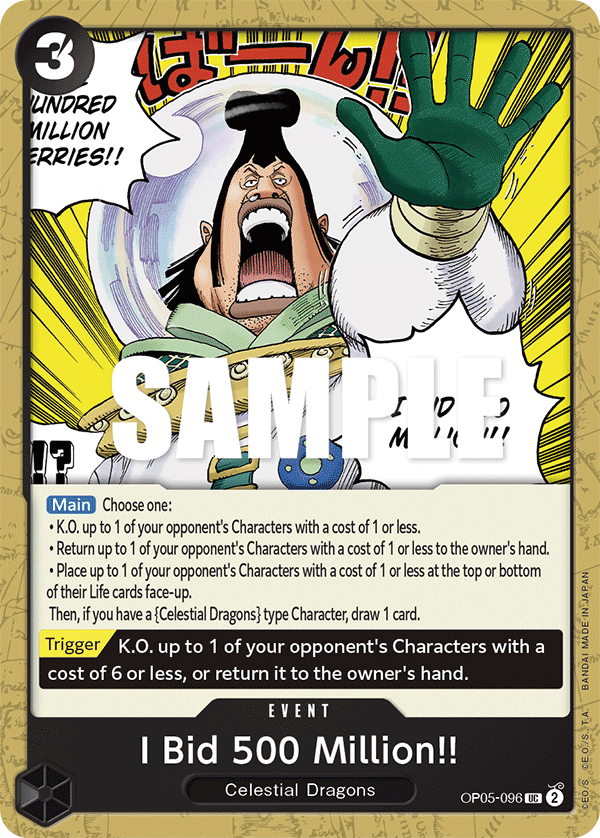 3
HUNDRED
MILLION
ERRIES!!
ばーん!!
SAMPLE
MILLION!!
!?
Main Choose one:
• K.O. up to 1 of your opponent's Characters with a cost of 1 or less.
• Return up to 1 of your opponent's Characters with a cost of 1 or less to the owner's hand.
• Place up to 1 of your opponent's Characters with a cost of 1 or less at the top or bottom
of their Life cards face-up.
Then, if you have a {Celestial Dragons} type Character, draw 1 card.
Trigger K.O. up to 1 of your opponent's Characters with a
cost of 6 or less, or return it to the owner's hand.
EVENT
I Bid 500 Million!!
Celestial Dragons
OP05-096 UC 2
©E.O./S. ©E.O./S.,T.A. BANDAI MADE IN JAPAN